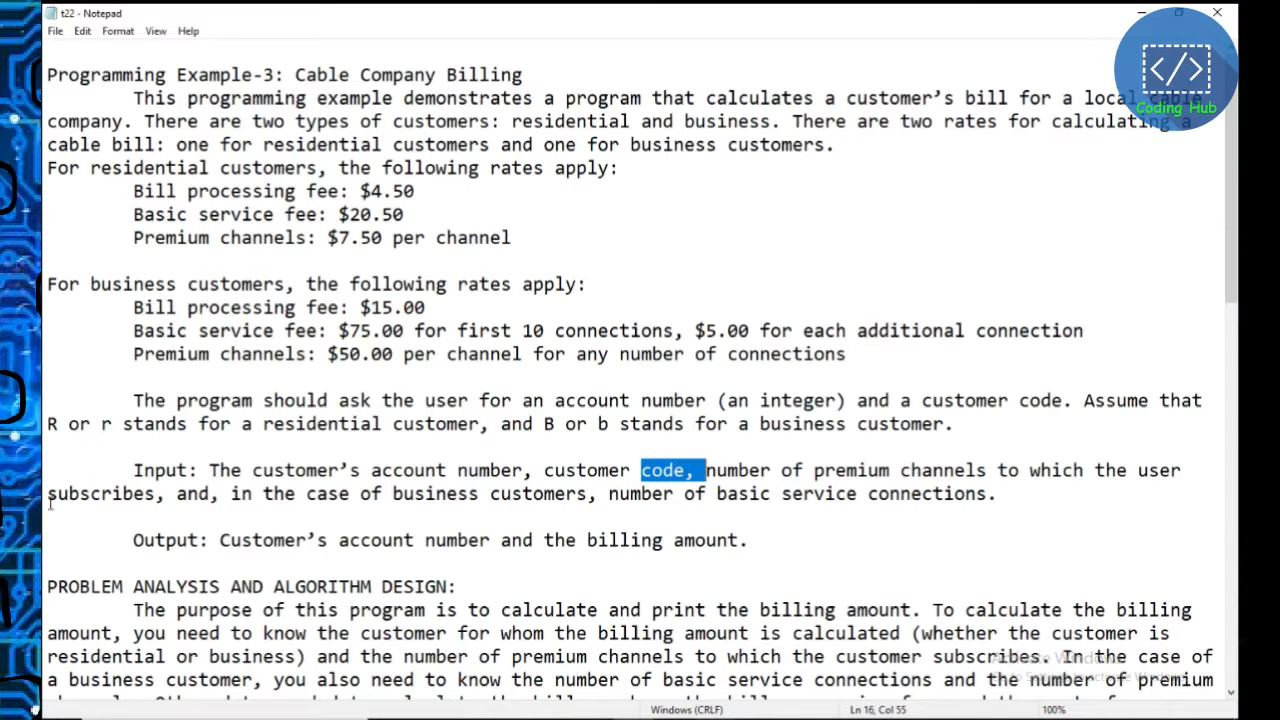 t22 - Notepad
File Edit Format View Help
</> Coding Hub
Programming Example-3: Cable Company Billing
This programming example demonstrates a program that calculates a customer’s bill for a local cable
company. There are two types of customers residential and business. There are two rates for calculating a
cable bill: one for residential customers and one for business customers.
For residential customers, the following rates apply:
Bill processing fee: $4.50
Basic service fee: $20.50
Premium channels: $7.50 per channel
For business customers, the following rates apply:
Bill processing fee: $15.00
Basic service fee: $75.00 for first 10 connections, $5.00 for each additional connection
Premium channels: $50.00 per channel for any number of connections
The program should ask the user for an account number (an integer) and a customer code. Assume that
R or r stands for a residential customer, and B or b stands for a business customer.
Input: The customer’s account number, customer code, number of premium channels to which the user
subscribes, and, in the case of business customers, number of basic service connections.
Output: Customer’s account number and the billing amount.
PROBLEM ANALYSIS AND ALGORITHM DESIGN:
The purpose of this program is to calculate and print the billing amount. To calculate the billing
amount, you need to know the customer for whom the billing amount is calculated (whether the customer is
residential or business) and the number of premium channels to which the customer subscribes. In the case of
a business customer, you also need to know the number of basic service connections and the number of premium
Activate Windows
Windows (CRLF) Ln 16, Col 55 100%